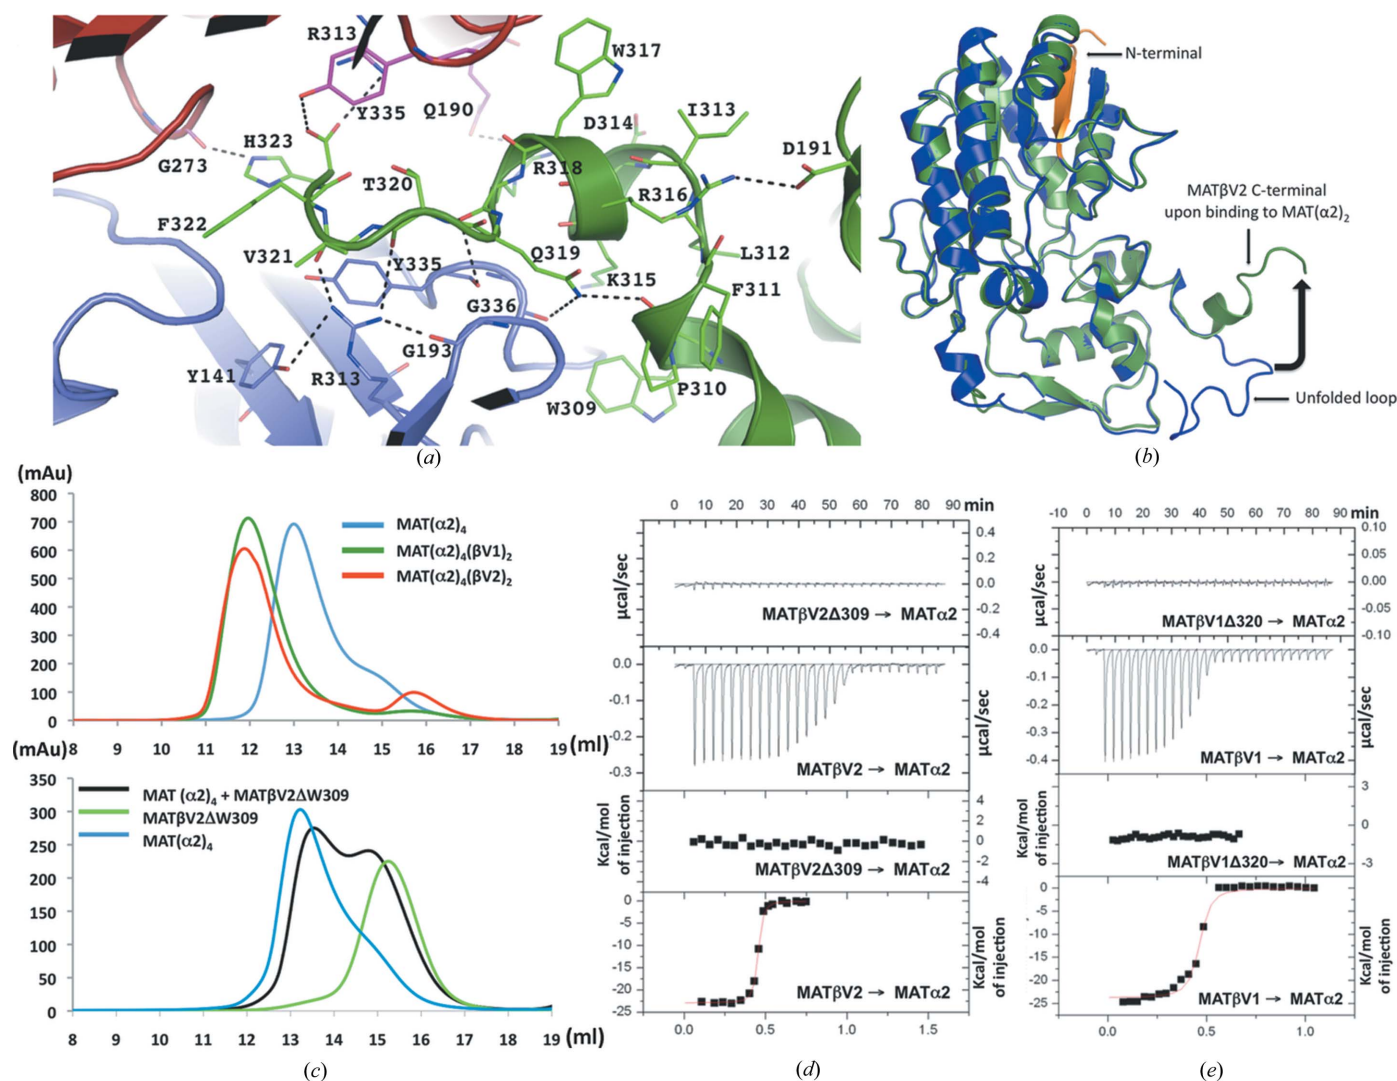 R313
W317
Y335
Q190
I313
D314
D191
H323
G273
R318
T320
R316
F322
Q319
L312
V321
Y335
K315
F311
G336
G193
Y141
R313
P310
W309
(a)
N-terminal
MATβV2 C-terminal
upon binding to MAT(α2)₂
Unfolded loop
(b)
(mAu)
800
700
600
500
400
300
200
100
0
MAT(α2)₄
MAT(α2)₄(βV1)₂
MAT(α2)₄(βV2)₂
8 9 10 11 12 13 14 15 16 17 18 19 (ml)
(mAu)
350
300
250
200
150
100
50
0
MAT (α2)₄ + MATβV2ΔW309
MATβV2ΔW309
MAT(α2)₄
8 9 10 11 12 13 14 15 16 17 18 19 (ml)
(c)
0 10 20 30 40 50 60 70 80 90 min
0.4
0.2
0.0
-0.2
-0.4
μcal/sec
MATβV2Δ309 → MATα2
0.0
-0.1
-0.2
-0.3
μcal/sec
MATβV2 → MATα2
4
2
0
-2
-4
Kcal/mol
of injection
MATβV2Δ309 → MATα2
0
-5
-10
-15
-20
-25
Kcal/mol
of injection
MATβV2 → MATα2
0.0 0.5 1.0 1.5
(d)
-10 0 10 20 30 40 50 60 70 80 90 min
0.10
0.05
0.00
-0.05
-0.10
μcal/sec
MATβV1Δ320 → MATα2
0.0
-0.1
-0.2
-0.3
-0.4
μcal/sec
MATβV1 → MATα2
3
0
-3
Kcal/mol
of injection
MATβV1Δ320→ MATα2
0
-5
-10
-15
-20
-25
Kcal/mol
of injection
MATβV1 → MATα2
0.0 0.5 1.0
(e)